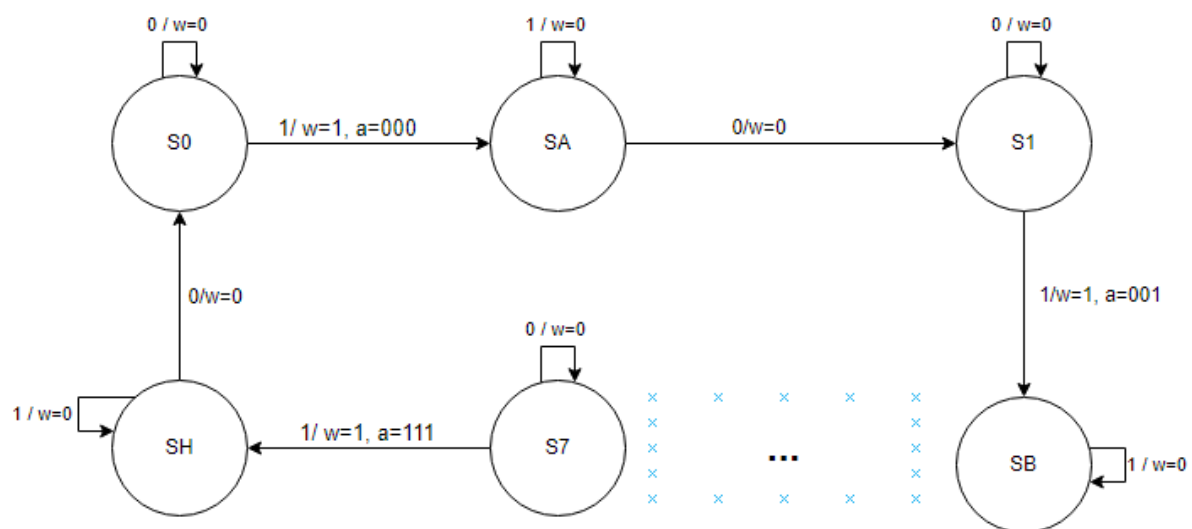 0 / w=0
1 / w=0
0 / w=0
S0
1/ w=1, a=000
SA
0/w=0
S1
0/w=0
1/w=1, a=001
0 / w=0
1 / w=0
SH
1/ w=1, a=111
S7
...
SB
1 / w=0